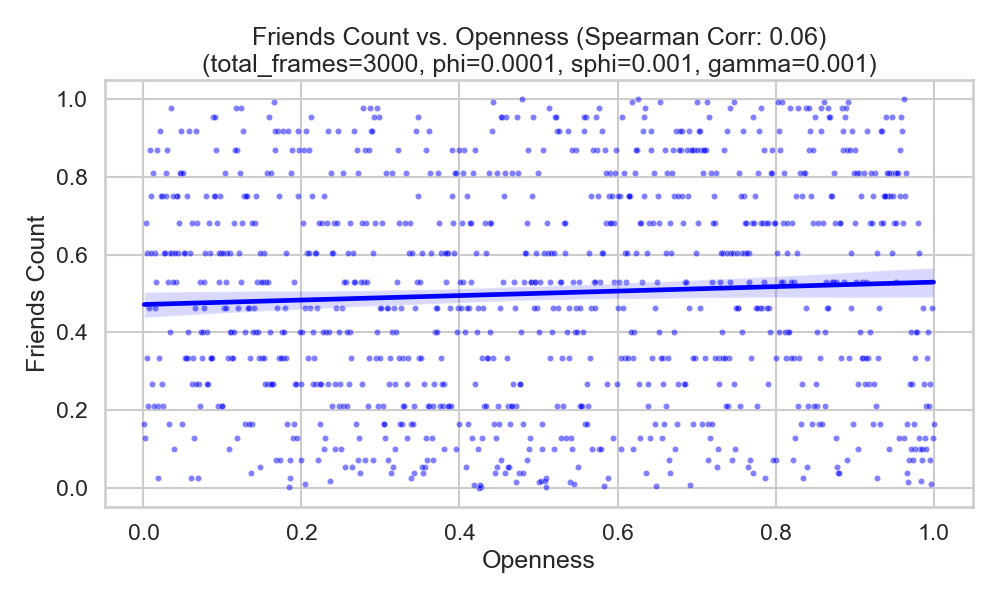 Friends Count vs. Openness (Spearman Corr: 0.06)
(total_frames=3000, phi=0.0001, sphi=0.001, gamma=0.001)
1.0
0.8
0.6
0.4
0.2
0.0
Friends Count
0.0 0.2 0.4 0.6 0.8 1.0
Openness